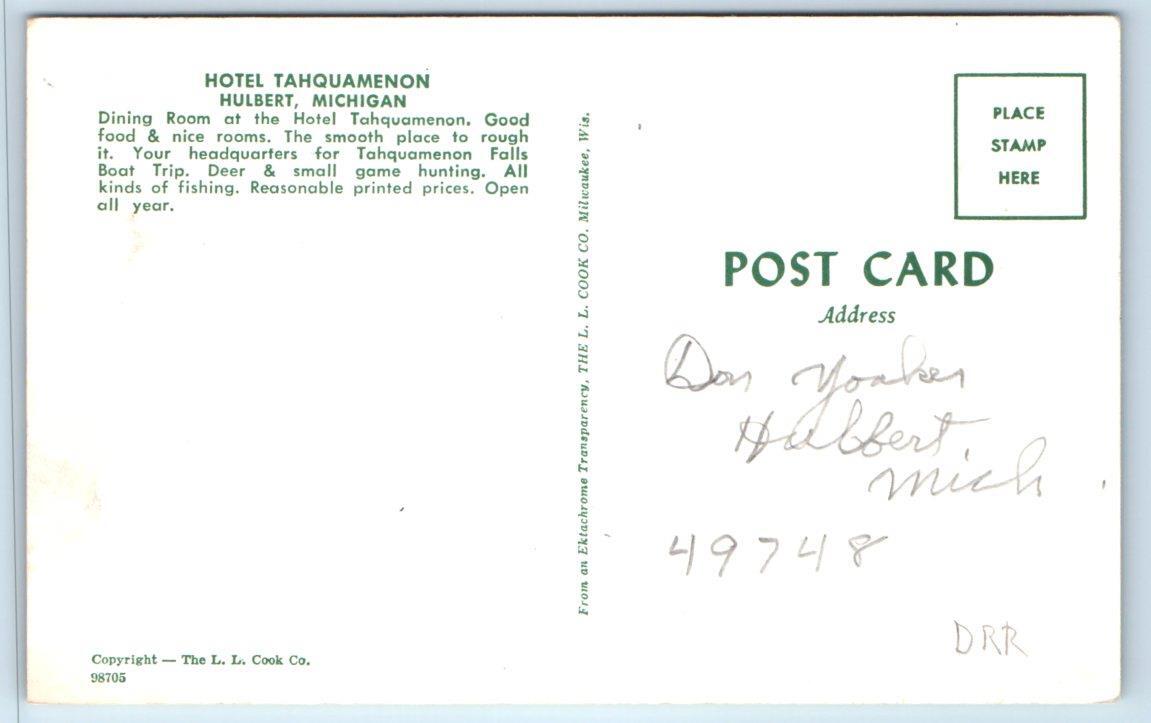 HOTEL TAHQUAMENON
HULBERT, MICHIGAN
Dining Room at the Hotel Tahquamenon. Good
food & nice rooms. The smooth place to rough
it. Your headquarters for Tahquamenon Falls
Boat Trip. Deer & small game hunting. All
kinds of fishing. Reasonable printed prices. Open
all year.
Copyright — The L. L. Cook Co.
98705
From an Ektachrome Transparency, THE L. L. COOK CO. Milwaukee, Wis.
PLACE
STAMP
HERE
POST CARD
Address
Don Yoaker
Hulbert,
Mich
49748
DRR